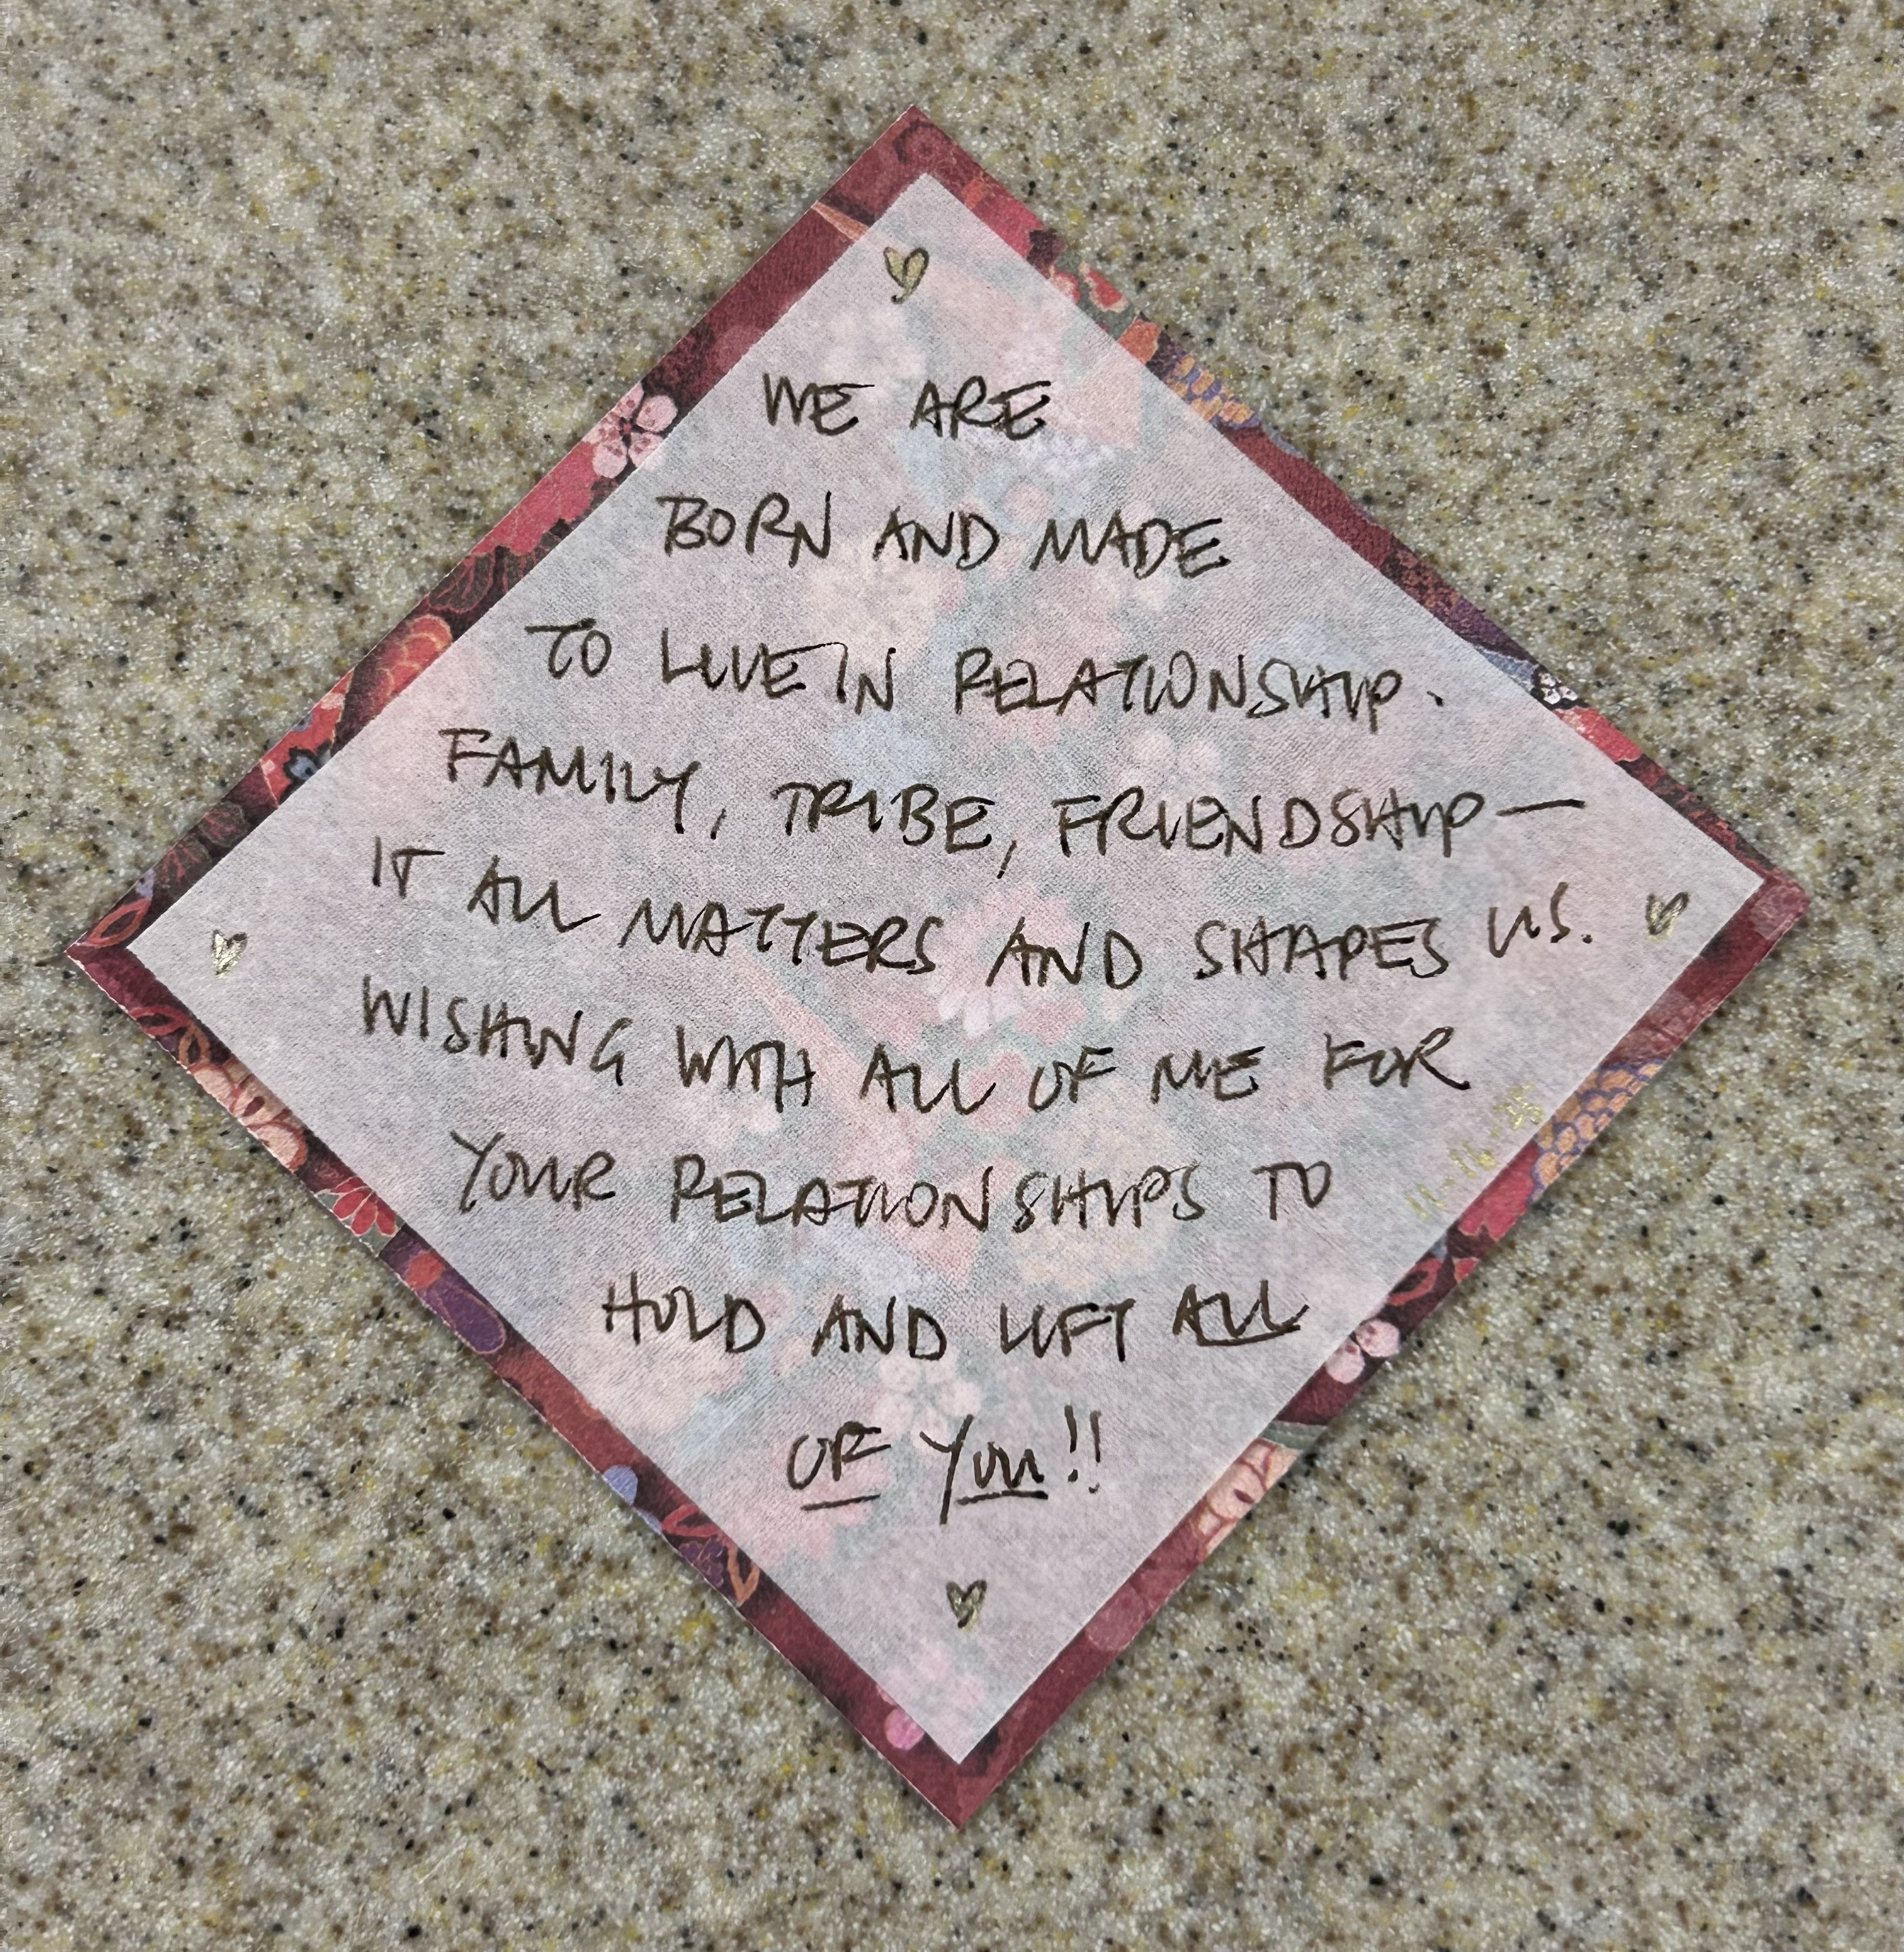 WE ARE
BORN AND MADE
TO LIVE IN RELATIONSHIP.
FAMILY, TRIBE, FRIENDSHIP—
IT ALL MATTERS AND SHAPES US.
WISHING WITH ALL OF ME FOR
YOUR RELATIONSHIPS TO
HOLD AND LIFT ALL
OF YOU!!